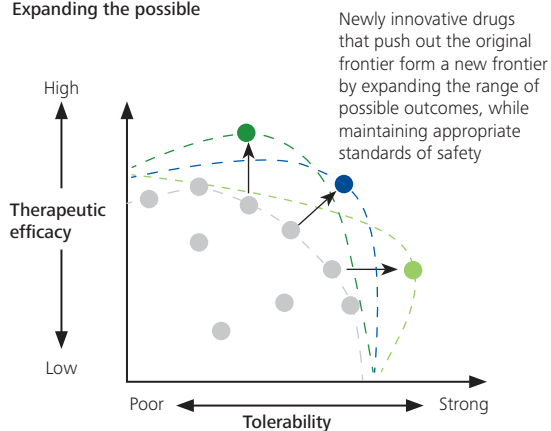 Expanding the possible
Newly innovative drugs
that push out the original
frontier form a new frontier
by expanding the range of
possible outcomes, while
maintaining appropriate
standards of safety
High
Therapeutic
efficacy
Low
Poor
Strong
Tolerability